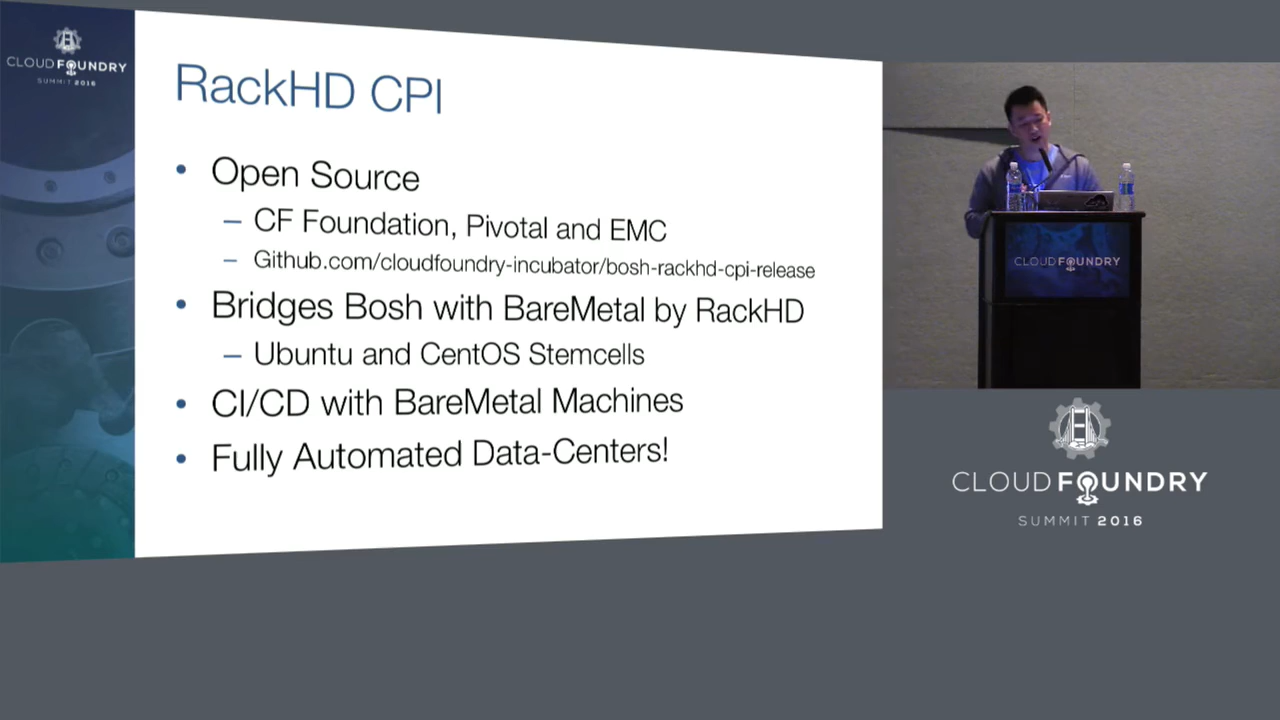 CLOUD FOUNDRY
SUMMIT 2016
RackHD CPI
• Open Source
– CF Foundation, Pivotal and EMC
– Github.com/cloudfoundry-incubator/bosh-rackhd-cpi-release
• Bridges Bosh with BareMetal by RackHD
– Ubuntu and CentOS Stemcells
• CI/CD with BareMetal Machines
• Fully Automated Data-Centers!
CLOUD FOUNDRY
CLOUD FOUNDRY
SUMMIT 2016